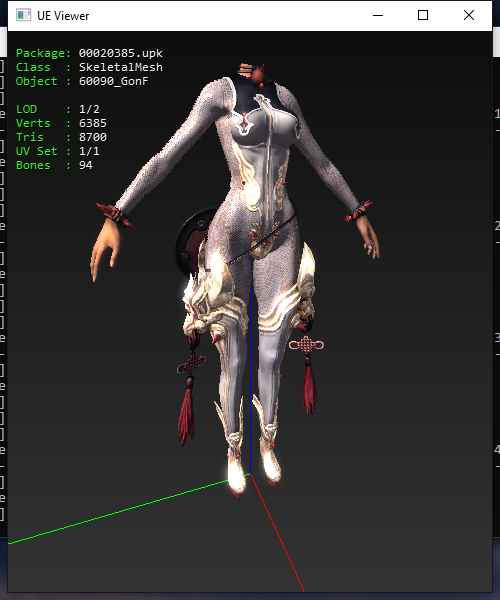 UE Viewer
Package: 00020385.upk
Class : SkeletalMesh
Object : 60090_GonF
LOD : 1/2
Verts : 6385
Tris : 8700
UV Set : 1/1
Bones : 94